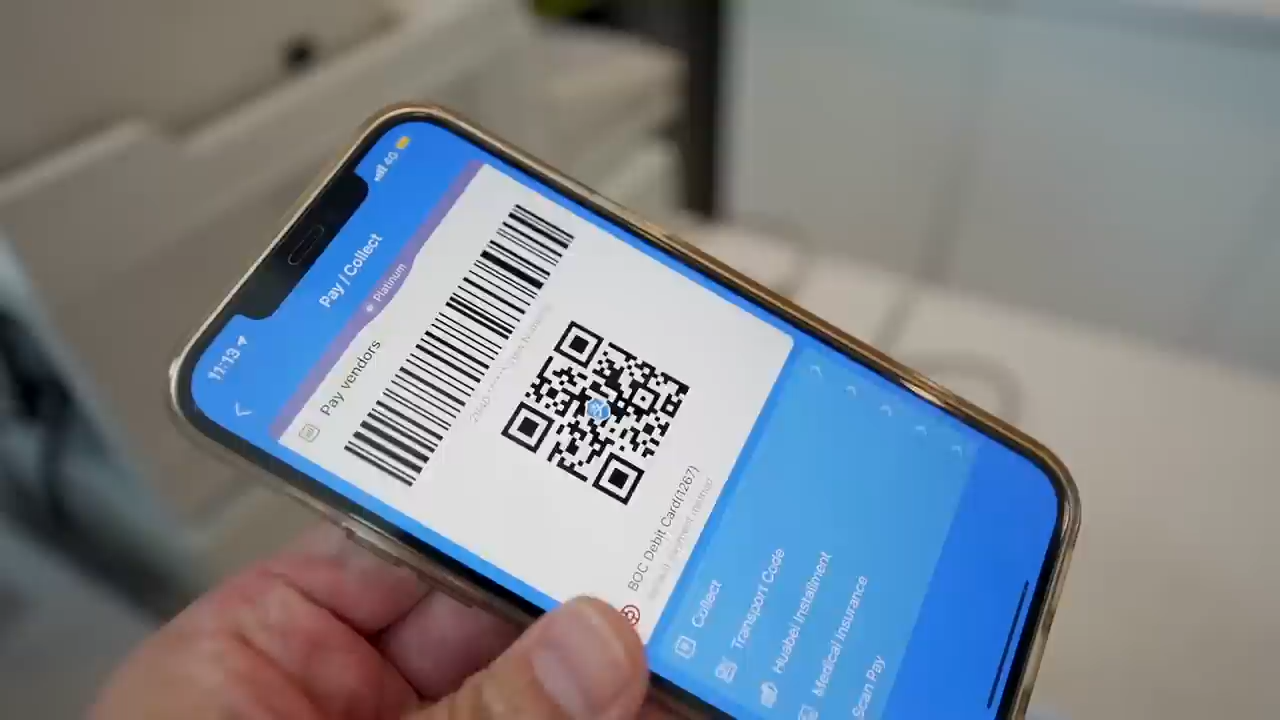 11:13
4G
Pay / Collect
Platinum
Pay vendors
BOC Debit Card(1267)
Collect
Transport Code
Huabei Installment
Medical Insurance
Scan Pay